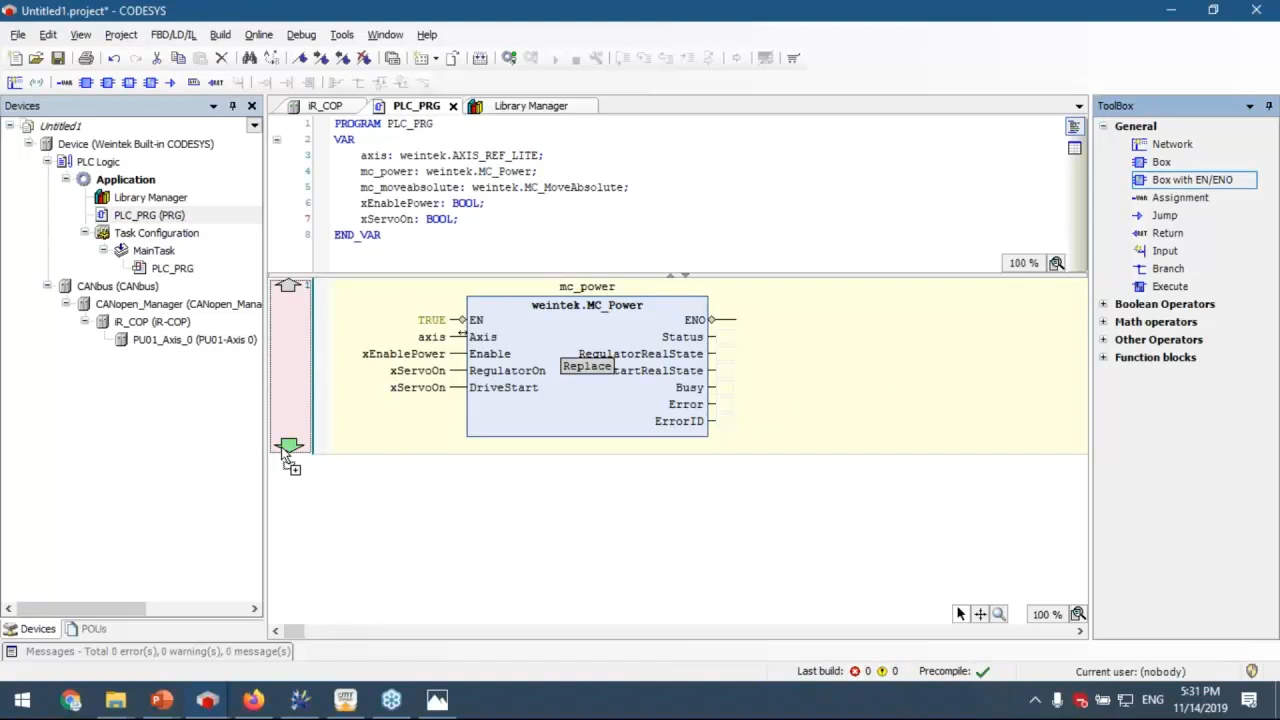 Untitled1.project* - CODESYS
File Edit View Project FBD/LD/IL Build Online Debug Tools Window Help
Devices
Untitled1
Device (Weintek Built-in CODESYS)
PLC Logic
Application
Library Manager
PLC_PRG (PRG)
Task Configuration
MainTask
PLC_PRG
CANbus (CANbus)
CANopen_Manager (CANopen_Mana
iR_COP (iR-COP)
PU01_Axis_0 (PU01-Axis 0)
Devices POUs
iR_COP PLC_PRG Library Manager
1 PROGRAM PLC_PRG
2 VAR
3 axis: weintek.AXIS_REF_LITE;
4 mc_power: weintek.MC_Power;
5 mc_moveabsolute: weintek.MC_MoveAbsolute;
6 xEnablePower: BOOL;
7 xServoOn: BOOL;
8 END_VAR
100 %
1
mc_power
weintek.MC_Power
TRUE EN ENO
axis Axis Status
xEnablePower Enable RegulatorRealState
xServoOn RegulatorOn Replace tartRealState
xServoOn DriveStart Busy
Error
ErrorID
100 %
ToolBox
General
Network
Box
Box with EN/ENO
Assignment
Jump
Return
Input
Branch
Execute
Boolean Operators
Math operators
Other Operators
Function blocks
Messages - Total 0 error(s), 0 warning(s), 0 message(s)
Last build: 0 0 Precompile: Current user: (nobody)
ENG 5:31 PM
11/14/2019